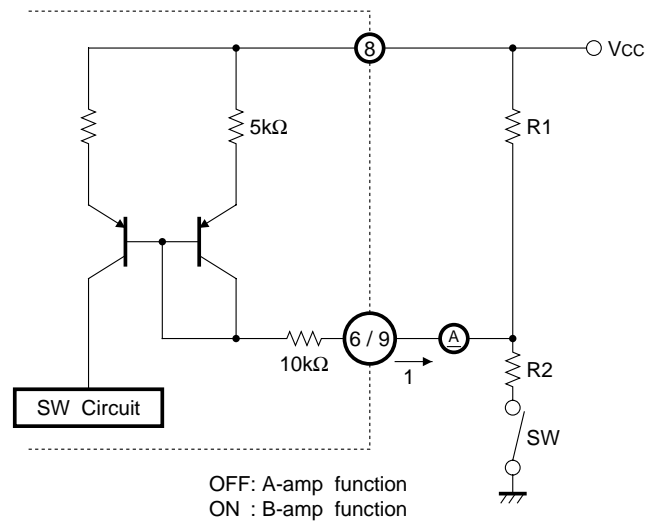 8
VCC
R1
5kΩ
6 / 9
A
10kΩ
1
R2
SW Circuit
SW
OFF: A-amp function
ON : B-amp function